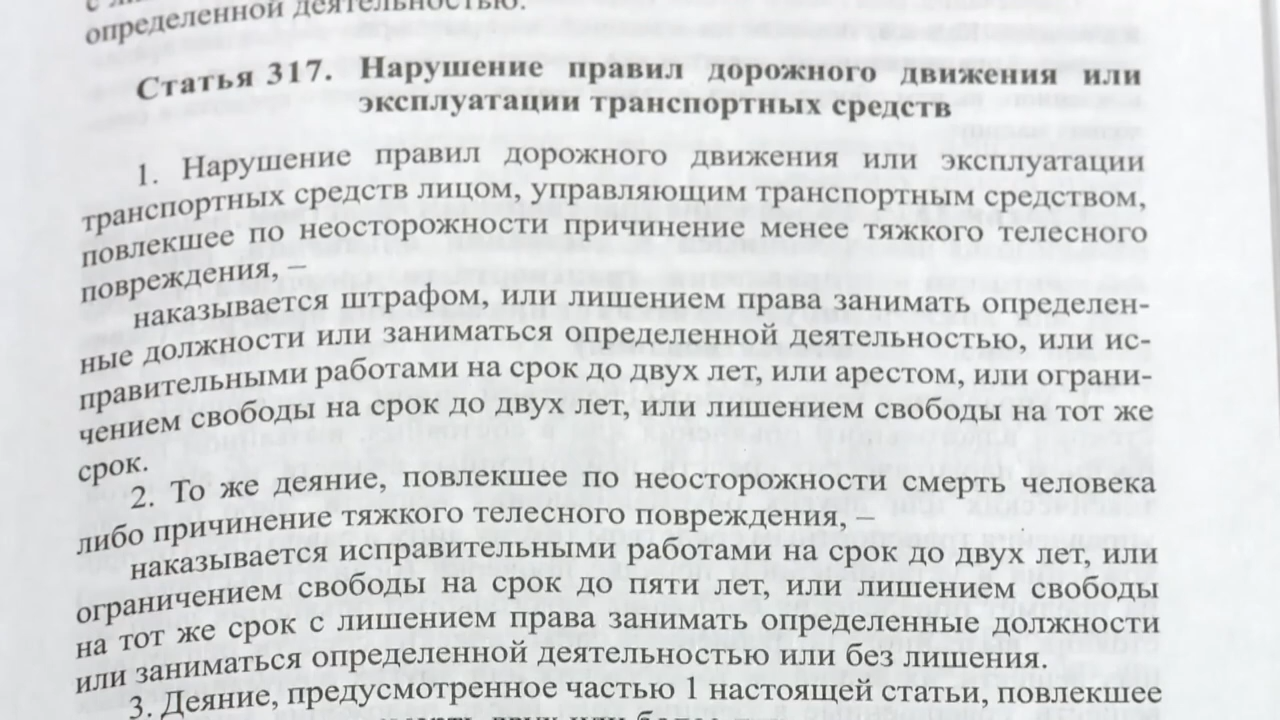 определенной деятельностью.
Статья 317. Нарушение правил дорожного движения или
эксплуатации транспортных средств
1. Нарушение правил дорожного движения или эксплуатации
транспортных средств лицом, управляющим транспортным средством,
повлекшее по неосторожности причинение менее тяжкого телесного
повреждения, –
наказывается штрафом, или лишением права занимать определен-
ные должности или заниматься определенной деятельностью, или ис-
правительными работами на срок до двух лет, или арестом, или ограни-
чением свободы на срок до двух лет, или лишением свободы на тот же
срок.
2. То же деяние, повлекшее по неосторожности смерть человека
либо причинение тяжкого телесного повреждения, –
наказывается исправительными работами на срок до двух лет, или
ограничением свободы на срок до пяти лет, или лишением свободы
на тот же срок с лишением права занимать определенные должности
или заниматься определенной деятельностью или без лишения.
3. Деяние, предусмотренное частью 1 настоящей статьи, повлекшее
смерть двух или более